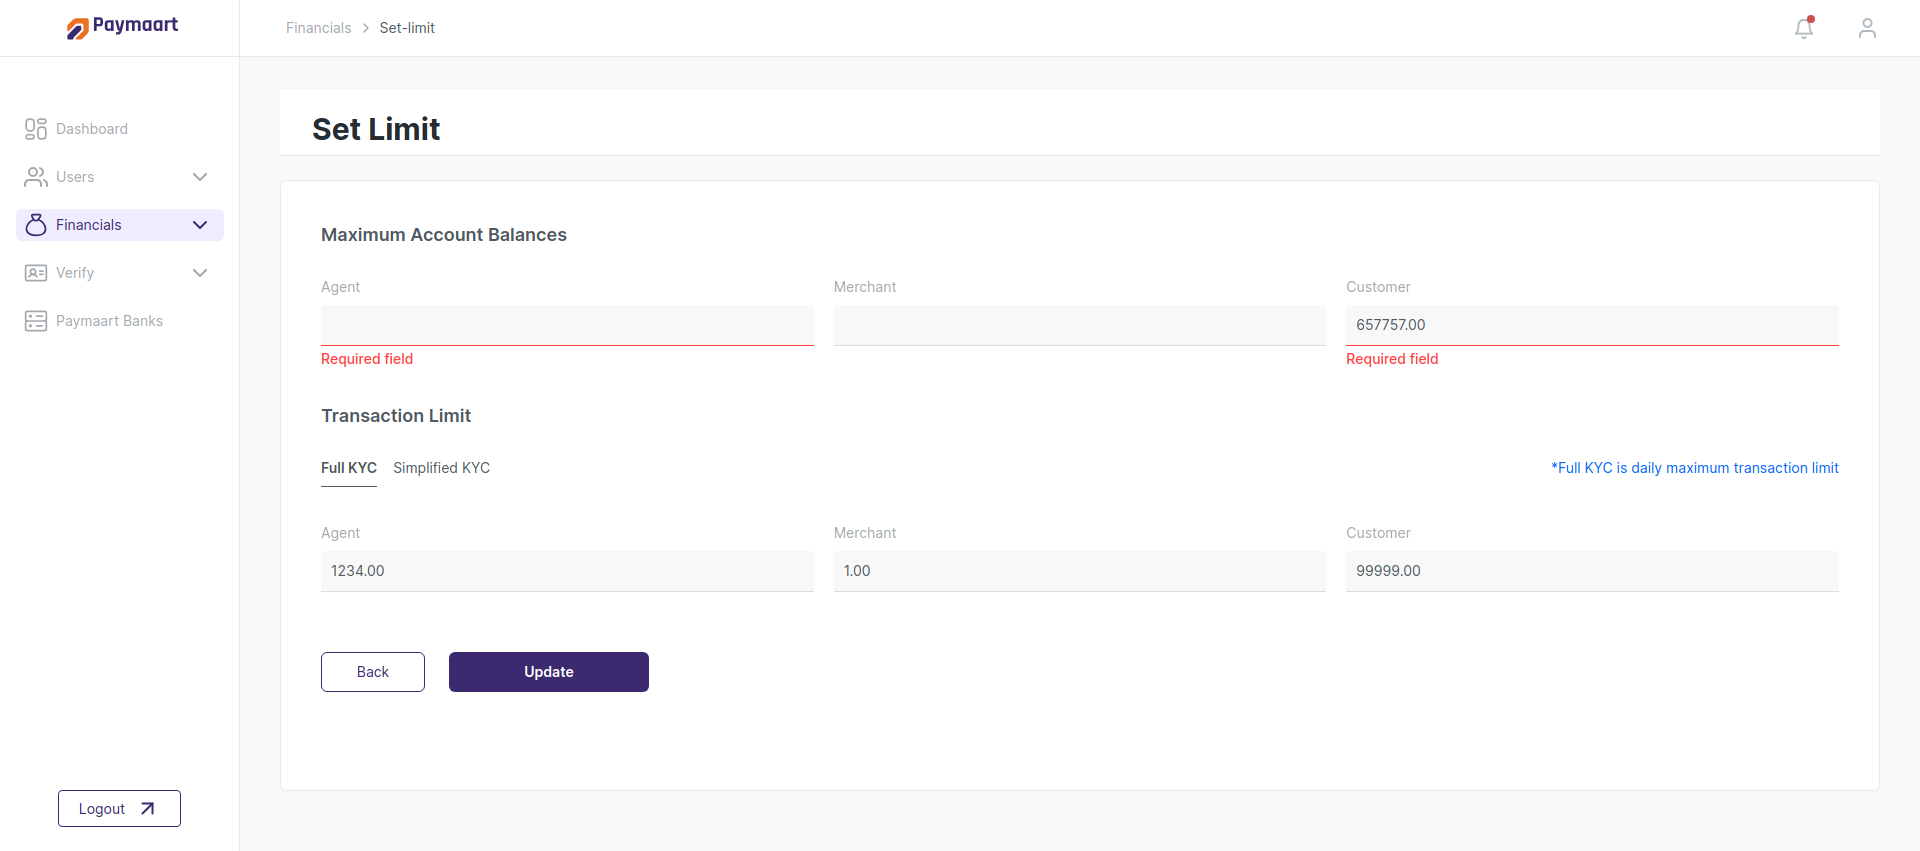 Paymaart
Financials > Set-limit
Dashboard
Users
Financials
Verify
Paymaart Banks
Logout
Set Limit
Maximum Account Balances
Agent
Merchant
Customer
657757.00
Required field
Required field
Transaction Limit
Full KYC
Simplified KYC
*Full KYC is daily maximum transaction limit
Agent
Merchant
Customer
1234.00
1.00
99999.00
Back
Update